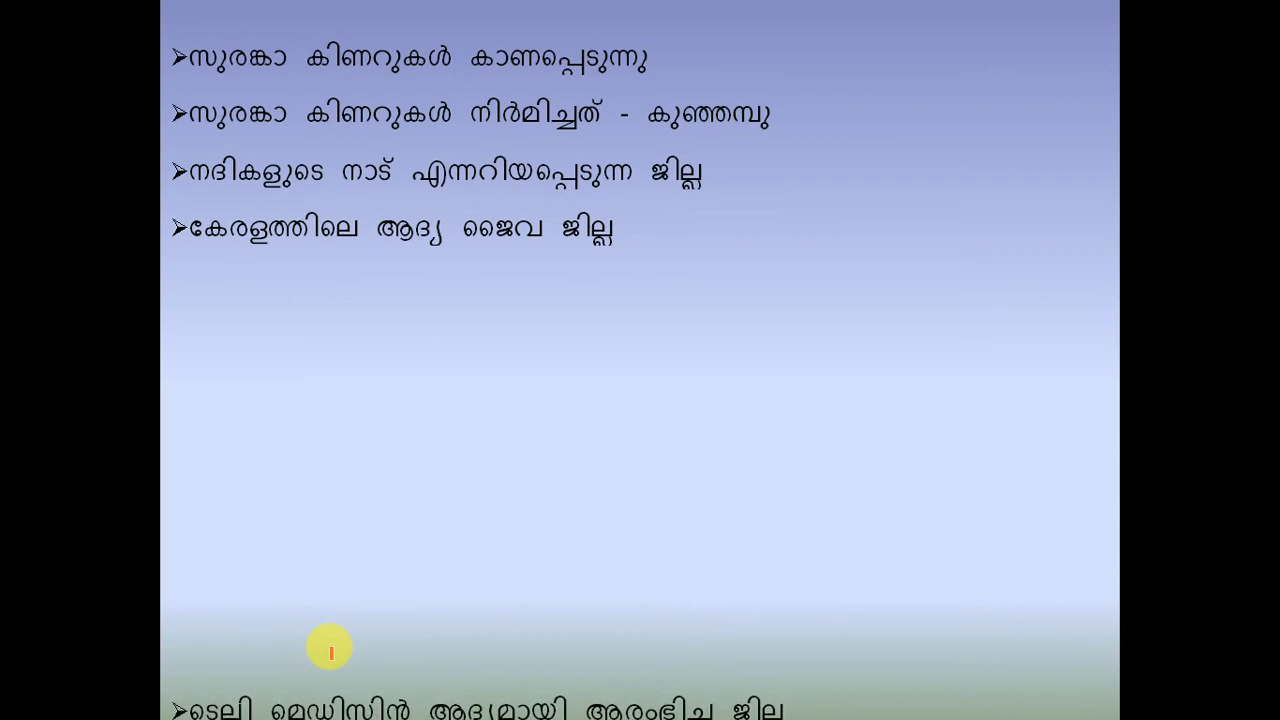 ➢സുരങ്കാ കിണറുകൾ കാണപ്പെടുന്നു
➢സുരങ്കാ കിണറുകൾ നിർമിച്ചത് - കുഞ്ഞമ്പു
➢നദികളുടെ നാട് എന്നറിയപ്പെടുന്ന ജില്ല
➢കേരളത്തിലെ ആദ്യ ജൈവ ജില്ല
➢ടെലി മെഡിസിൻ ആദ്യമായി ആരംഭിച്ച ജില്ല